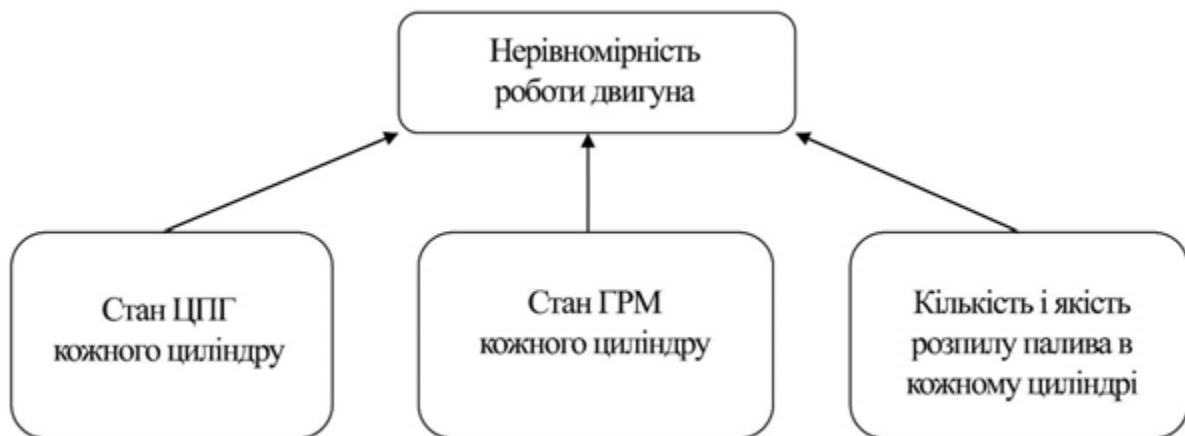 Нерівномірність
роботи двигуна
Стан ЦПГ
кожного циліндру
Стан ГРМ
кожного циліндру
Кількість і якість
розпилу палива в
кожному циліндрі